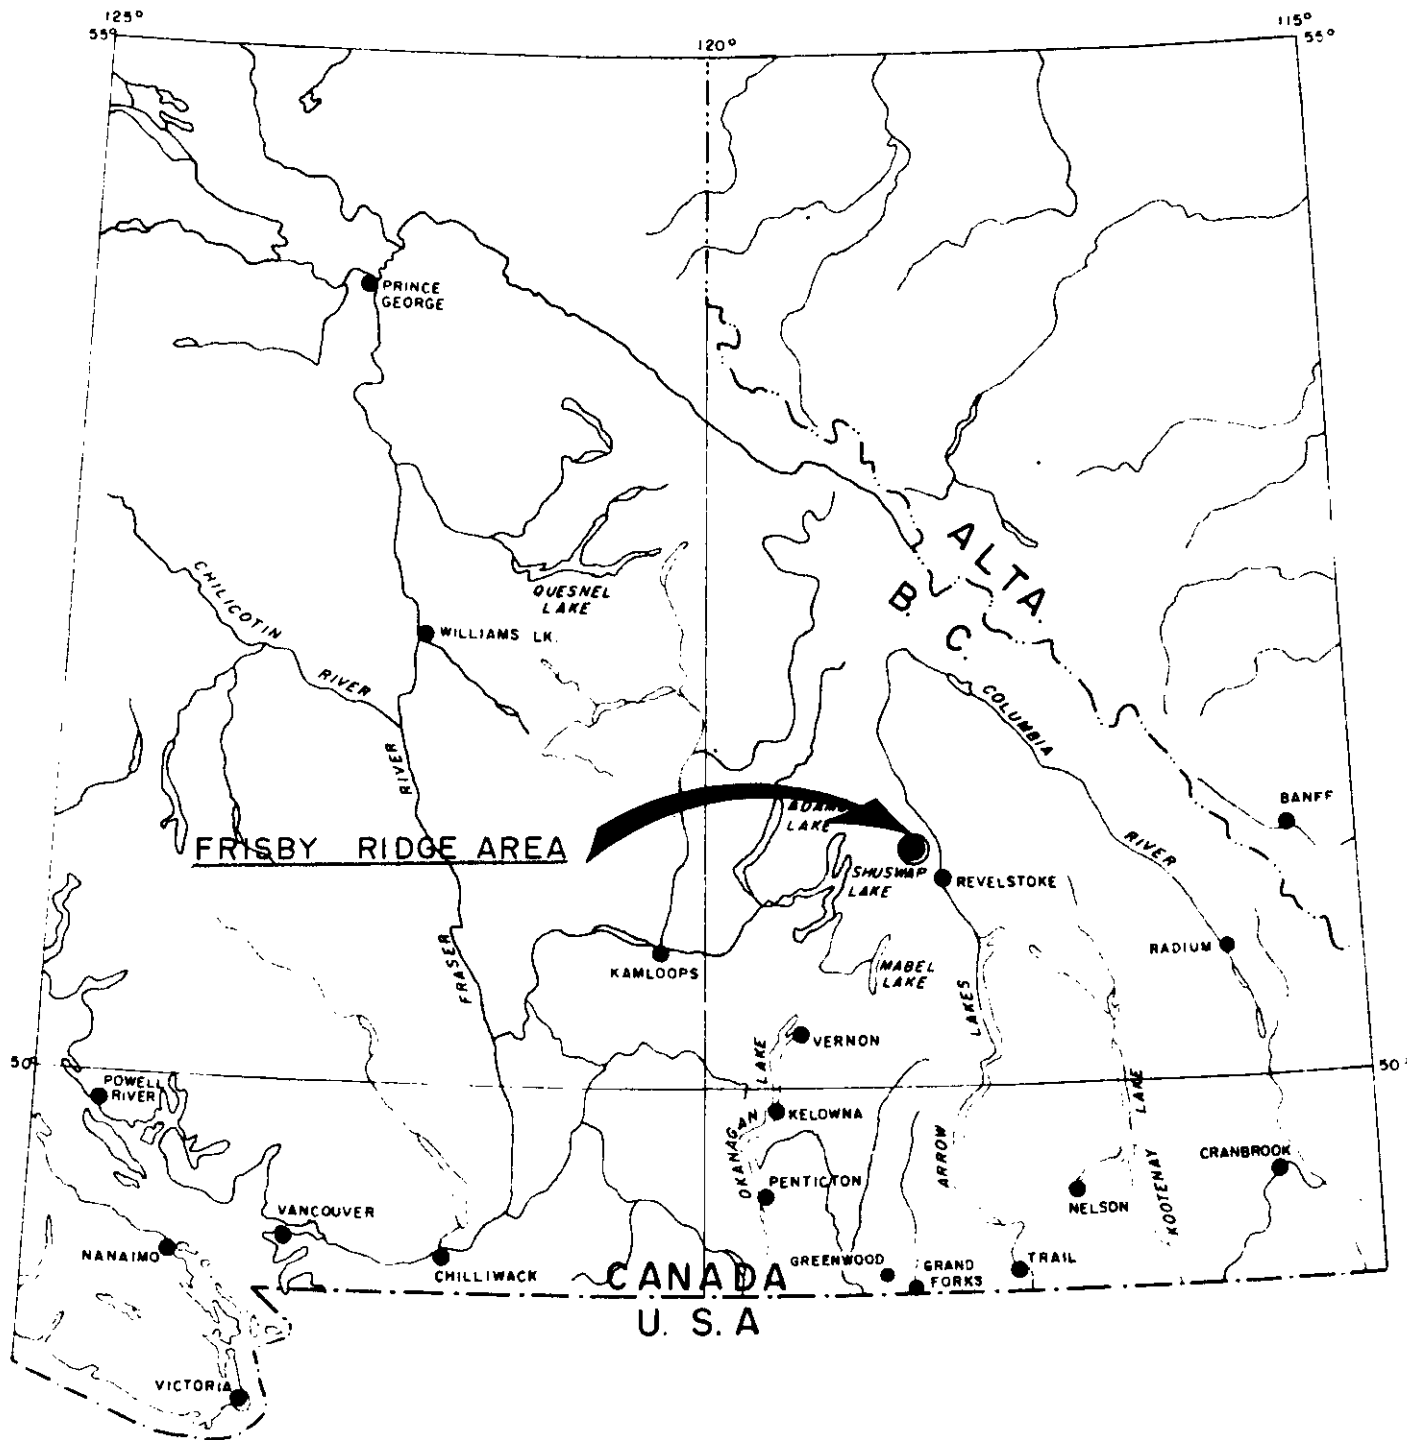 125°
55°
120°
115°
55°
PRINCE
GEORGE
ALTA.
B. C.
QUESNEL
LAKE
CHILICOTIN
RIVER
WILLIAMS LK.
COLUMBIA
RIVER
RIVER
FRASER
BANFF
ADAMS
LAKE
FRISBY RIDGE AREA
SHUSWAP
LAKE
REVELSTOKE
RADIUM
KAMLOOPS
MABEL
LAKE
LAKES
ARROW
VERNON
50°
50°
LAKE
OKANAGAN
POWELL
RIVER
KELOWNA
LAKE
KOOTENAY
CRANBROOK
PENTICTON
NELSON
VANCOUVER
NANAIMO
CHILLIWACK
GREENWOOD
GRAND
FORKS
TRAIL
CANADA
U. S. A
VICTORIA